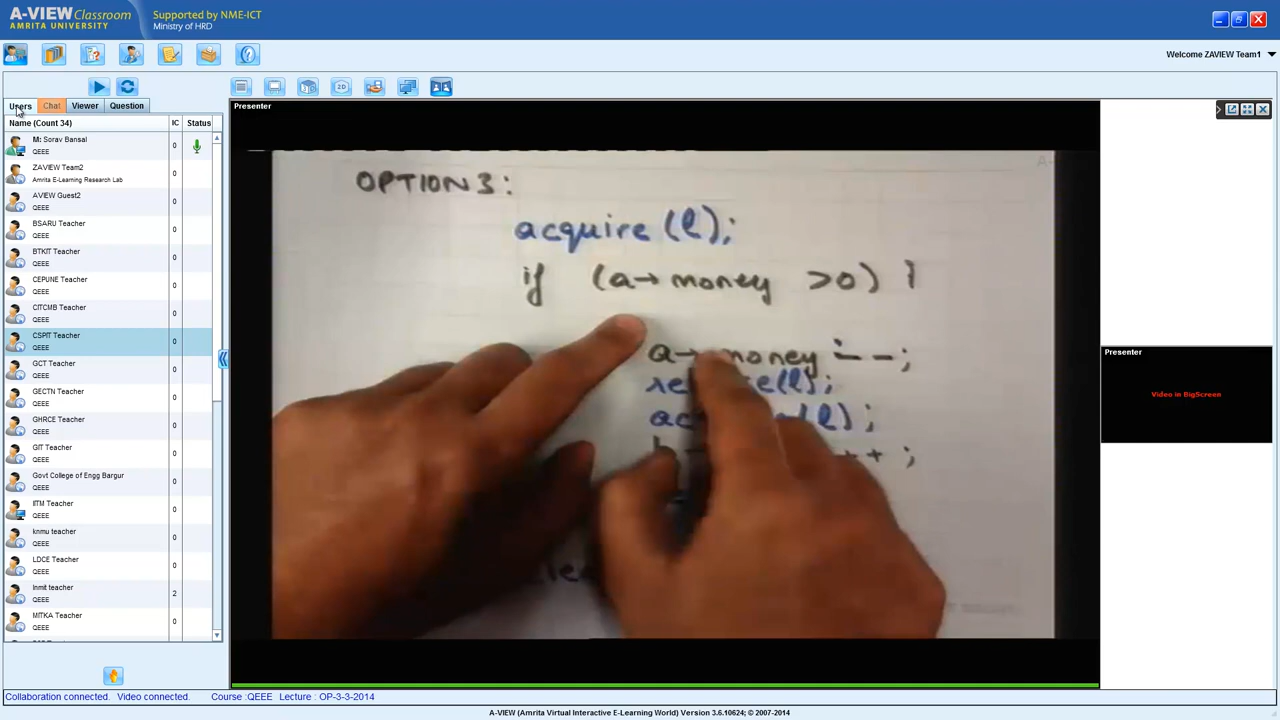 A-VIEW Classroom
AMRITA UNIVERSITY
Supported by NME-ICT
Ministry of HRD
Welcome ZAVIEW Team1
Users Chat Viewer Question
Name (Count 34) IC Status
M: Sorav Bansal
QEEE
0
ZAVIEW Team2
Amrita E-Learning Research Lab
0
AVIEW Guest2
QEEE
0
BSARU Teacher
QEEE
0
BTKIT Teacher
QEEE
0
CEPUNE Teacher
QEEE
0
CITCMB Teacher
QEEE
0
CSPIT Teacher
QEEE
0
GCT Teacher
QEEE
0
GECTN Teacher
QEEE
0
GHRCE Teacher
QEEE
0
GIT Teacher
QEEE
0
Govt College of Engg Bargur
QEEE
0
IITM Teacher
QEEE
0
knmu teacher
QEEE
0
LDCE Teacher
QEEE
0
lnmit teacher
QEEE
2
MITKA Teacher
QEEE
0
20
Presenter
OPTION 3:
acquire (l);
if (a→money >0) {
a→money --;
(l);
(l);
++ ;
Presenter
Video in BigScreen
Collaboration connected. Video connected. Course :QEEE Lecture : OP-3-3-2014
A-VIEW (Amrita Virtual Interactive E-Learning World) Version 3.6.10624; © 2007-2014